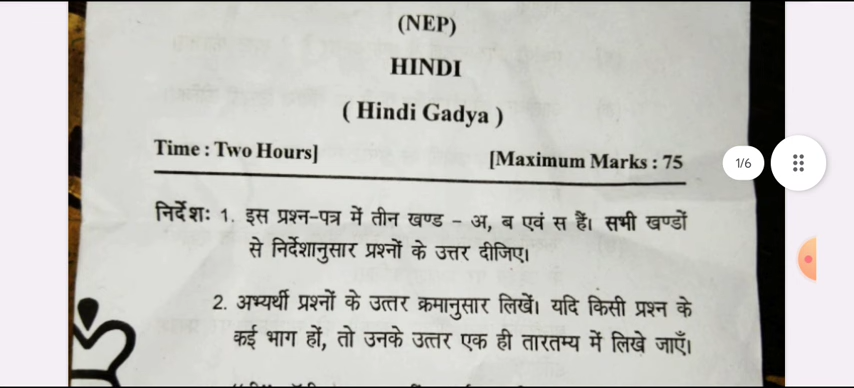 (NEP)
HINDI
( Hindi Gadya )
Time : Two Hours]
[Maximum Marks : 75
1/6
निर्देशः 1. इस प्रश्न-पत्र में तीन खण्ड – अ, ब एवं स हैं। सभी खण्डों
से निर्देशानुसार प्रश्नों के उत्तर दीजिए।
2. अभ्यर्थी प्रश्नों के उत्तर क्रमानुसार लिखें। यदि किसी प्रश्न के
कई भाग हों, तो उनके उत्तर एक ही तारतम्य में लिखे जाएँ।